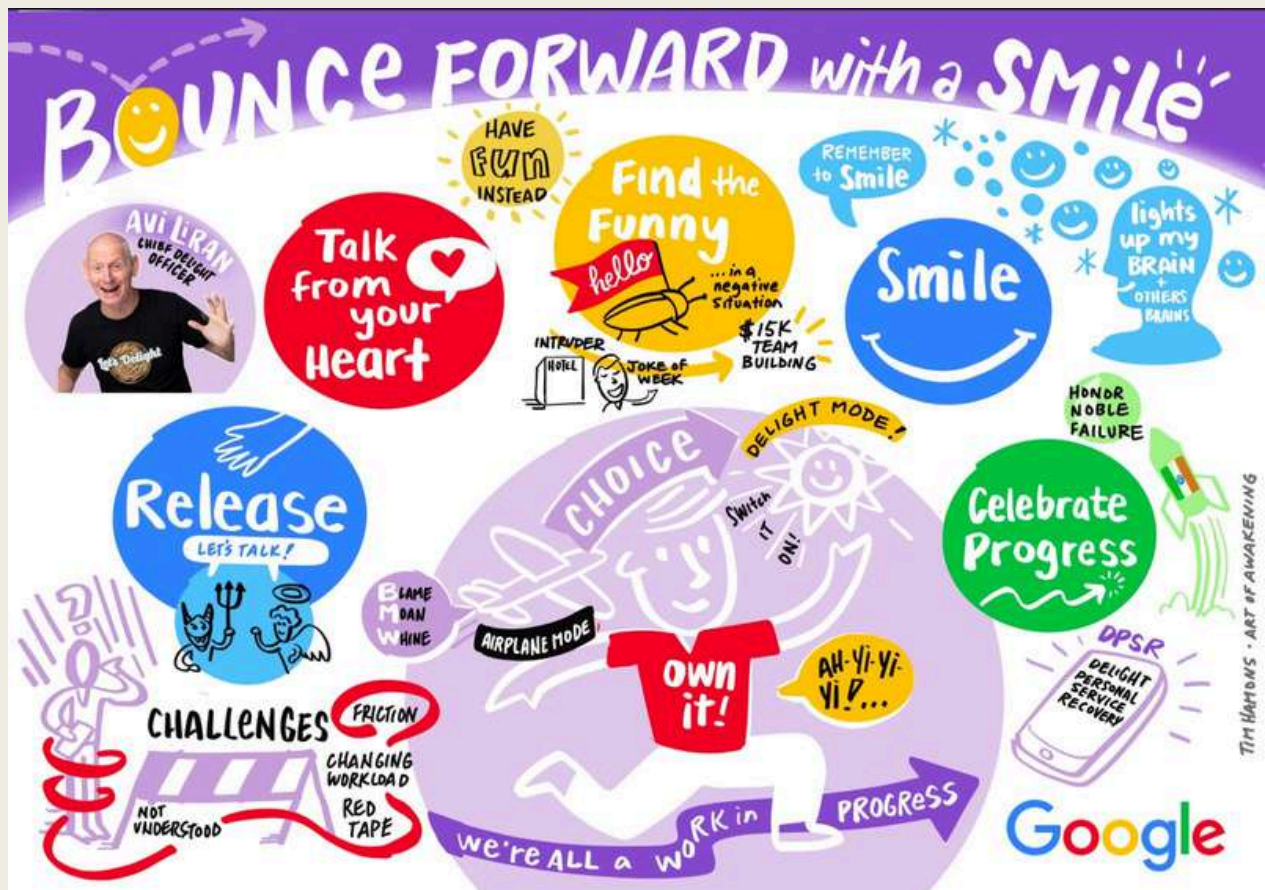 BOUNCE FORWARD with a SMiLe
AVI LIRAN
CHIEF DELIGHT
OFFICER
Let's Delight
Talk
from
your
Heart
HAVE
FUN
INSTEAD
Find the
Funny
hello
...in a
negative
situation
INTRUDER
HOTEL
JOKE OF
WEEK
$15K
TEAM
BUILDING
REMEMBER
to Smile
Smile
lights
up my
BRAIN
+
OTHERS
BRAINS
Release
LET'S TALK!
BLAME
MOAN
WHINE
AIRPLANE MODE
CHOICE
DELIGHT MODE!
SWitCH
IT
ON!
OWN
it!
AH-Yi-Yi-
Yi!...
HONOR
NOBLE
FAILURE
Celebrate
Progress
DPSR
DELIGHT
PERSONAL
SERVICE
RECOVERY
?
CHALLENGES
FRICTION
CHANGING
WORKLOAD
NOT
UNDERSTOOD
RED
TAPE
We're ALL a WORK in PROGRESS
Google
TIM HAMONS · ART OF AWAKENING